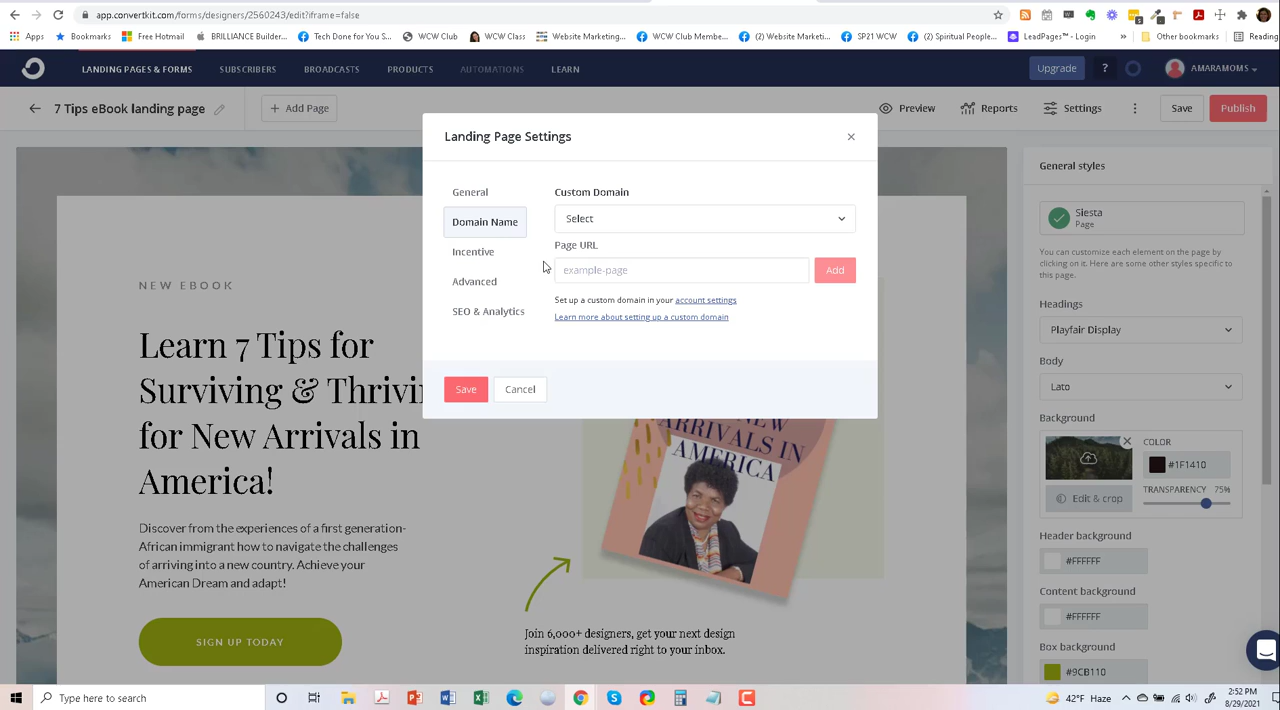 app.convertkit.com/forms/designers/2560243/edit?iframe=false
Apps Bookmarks Free Hotmail BRILLIANCE Builder... Tech Done for You S... WCW Club WCW Class Website Marketing... WCW Club Membe... (2) Website Market... SP21 WCW (2) Spiritual People... LeadPages™ - Login » Other bookmarks Reading
LANDING PAGES & FORMS SUBSCRIBERS BROADCASTS PRODUCTS AUTOMATIONS LEARN Upgrade ? AMARAMOMS
7 Tips eBook landing page + Add Page Preview Reports Settings Save Publish
Landing Page Settings
General
Domain Name
Incentive
Advanced
SEO & Analytics
Custom Domain
Select
Page URL
example-page Add
Set up a custom domain in your account settings
Learn more about setting up a custom domain
Save Cancel
NEW EBOOK
Learn 7 Tips for
Surviving & Thrivi
for New Arrivals in
America!
Discover from the experiences of a first generation-
African immigrant how to navigate the challenges
of arriving into a new country. Achieve your
American Dream and adapt!
SIGN UP TODAY
NEW
ARRIVALS IN
AMERICA
Join 6,000+ designers, get your next design
inspiration delivered right to your inbox.
General styles
Siesta
Page
You can customize each element on the page by
clicking on it. Here are some other styles specific to
this page.
Headings
Playfair Display
Body
Lato
Background
COLOR
#1F1410
Edit & crop
TRANSPARENCY 75%
Header background
#FFFFFF
Content background
#FFFFFF
Box background
#9CB110
Type here to search
42°F Haze
2:52 PM
8/29/2021